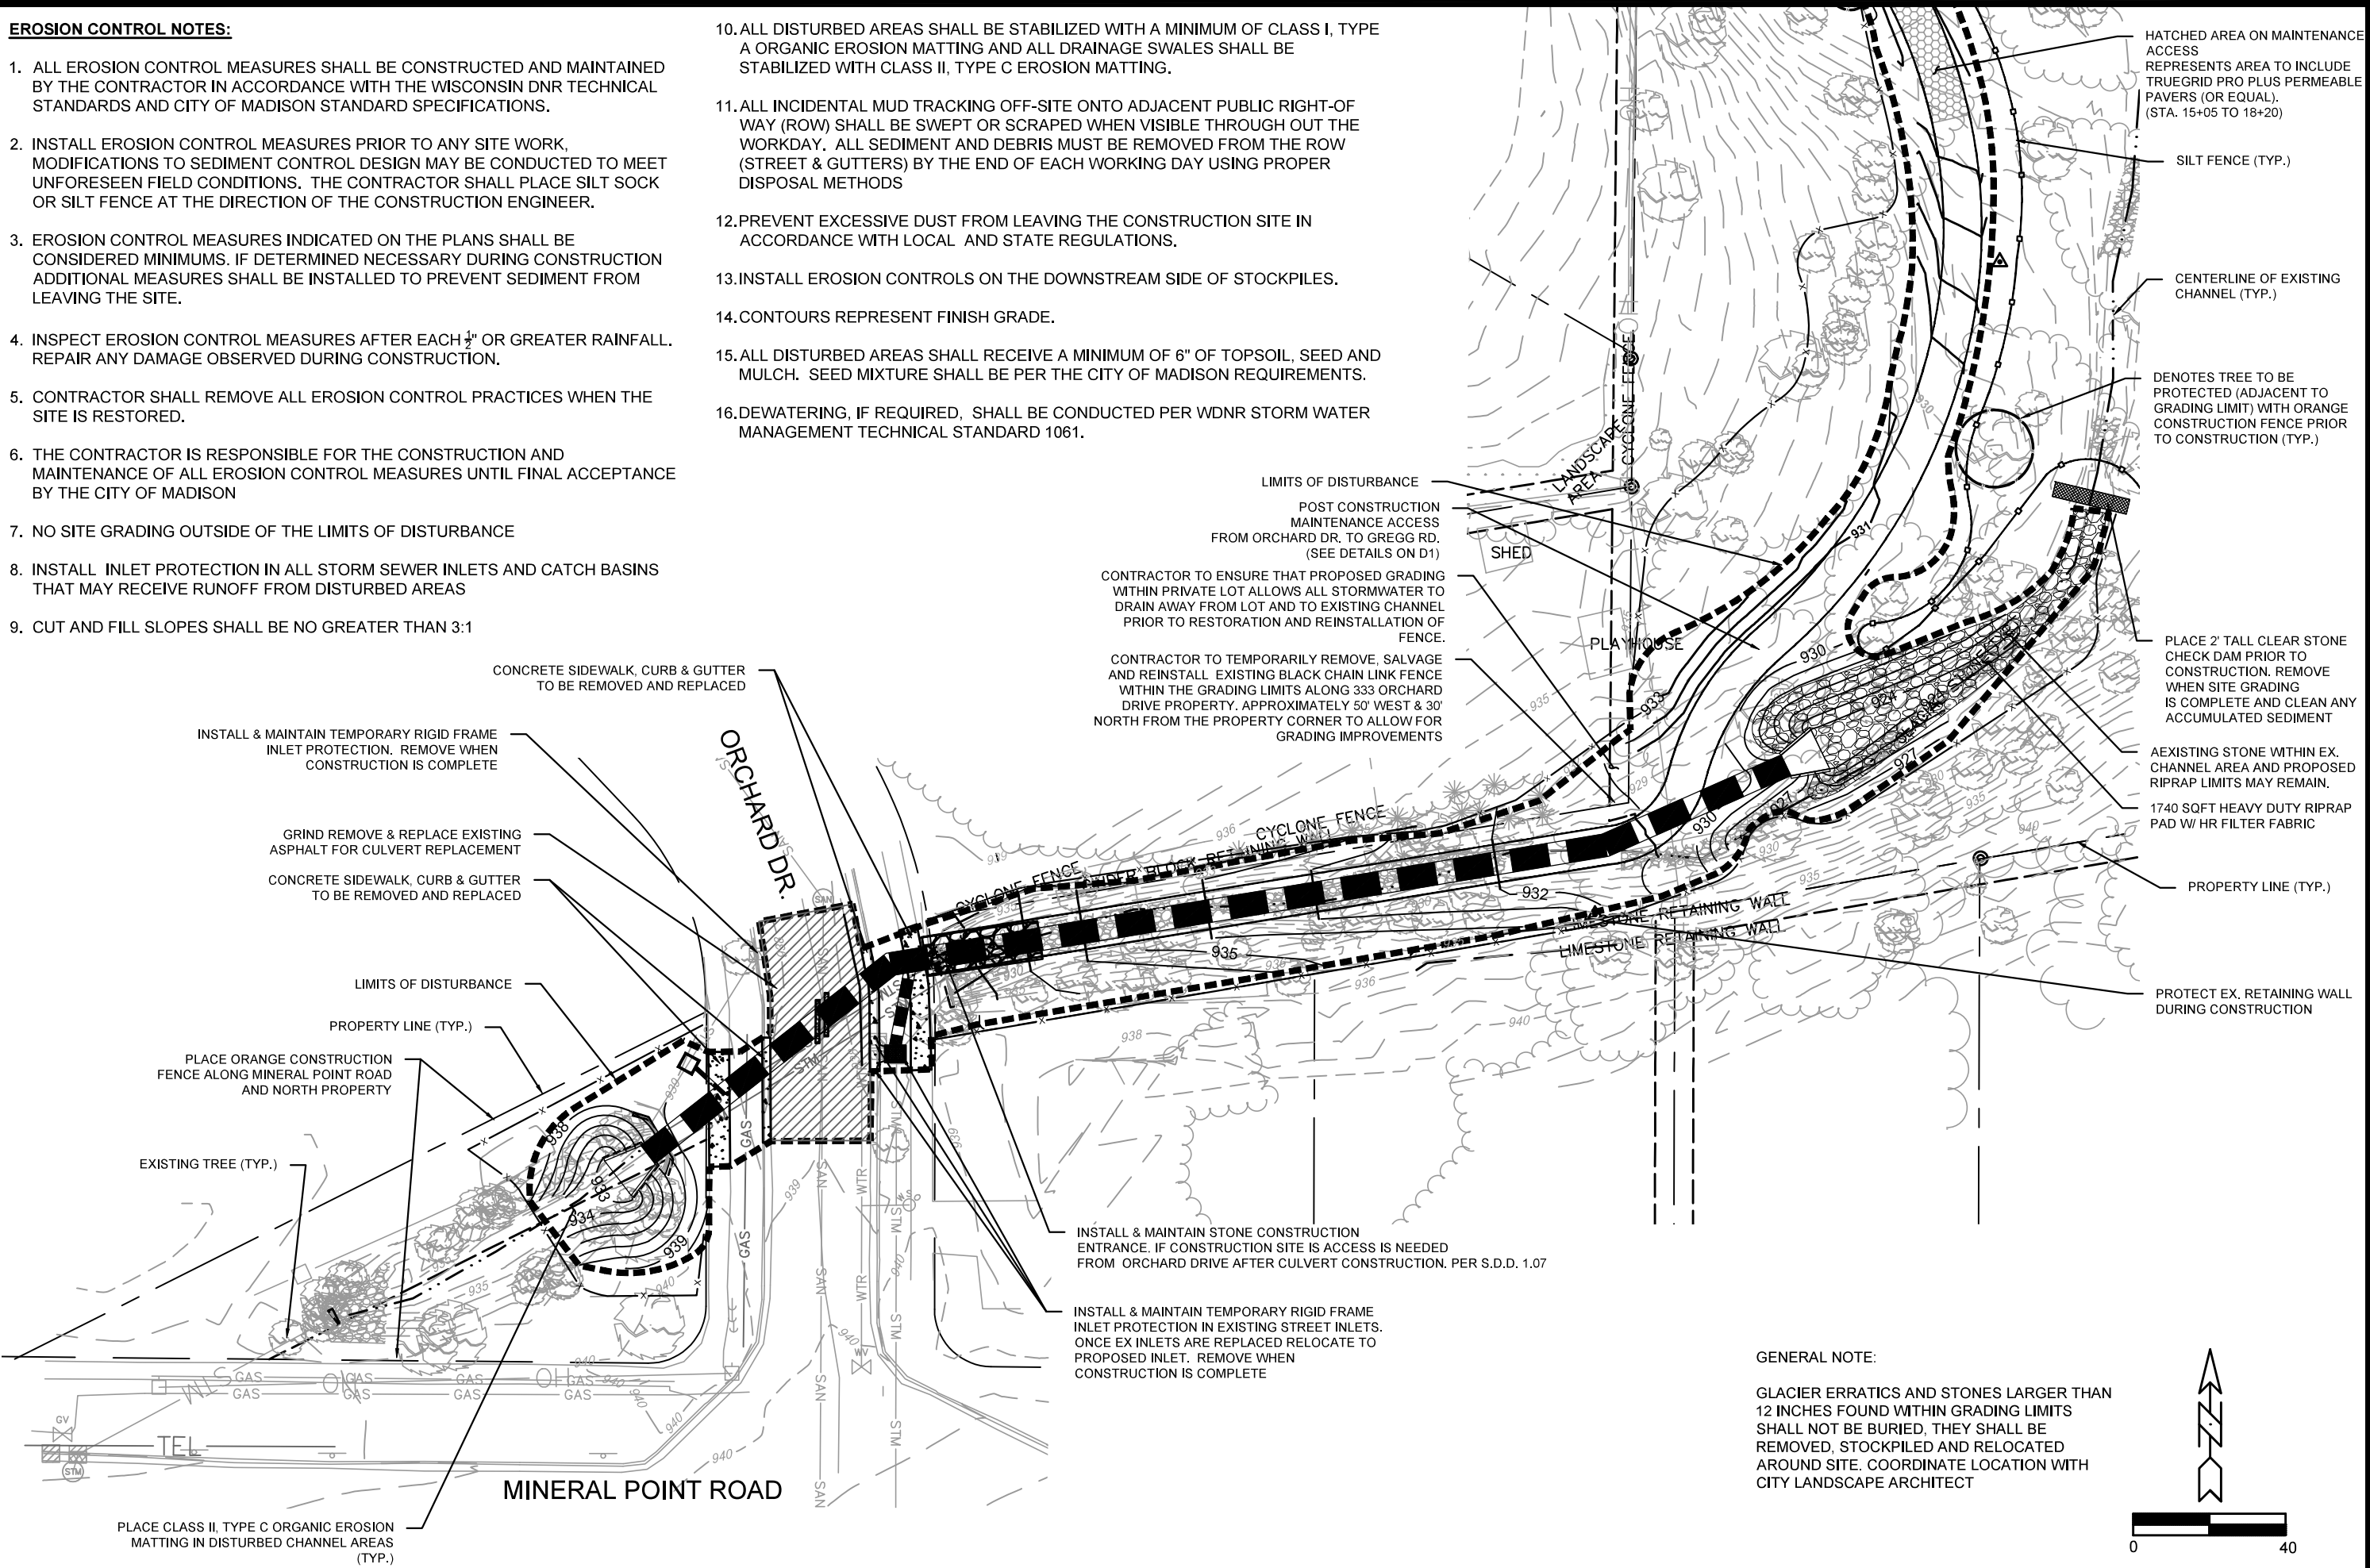 EROSION CONTROL NOTES:
1. ALL EROSION CONTROL MEASURES SHALL BE CONSTRUCTED AND MAINTAINED
BY THE CONTRACTOR IN ACCORDANCE WITH THE WISCONSIN DNR TECHNICAL
STANDARDS AND CITY OF MADISON STANDARD SPECIFICATIONS.
2. INSTALL EROSION CONTROL MEASURES PRIOR TO ANY SITE WORK,
MODIFICATIONS TO SEDIMENT CONTROL DESIGN MAY BE CONDUCTED TO MEET
UNFORESEEN FIELD CONDITIONS. THE CONTRACTOR SHALL PLACE SILT SOCK
OR SILT FENCE AT THE DIRECTION OF THE CONSTRUCTION ENGINEER.
3. EROSION CONTROL MEASURES INDICATED ON THE PLANS SHALL BE
CONSIDERED MINIMUMS. IF DETERMINED NECESSARY DURING CONSTRUCTION
ADDITIONAL MEASURES SHALL BE INSTALLED TO PREVENT SEDIMENT FROM
LEAVING THE SITE.
4. INSPECT EROSION CONTROL MEASURES AFTER EACH ½" OR GREATER RAINFALL.
REPAIR ANY DAMAGE OBSERVED DURING CONSTRUCTION.
5. CONTRACTOR SHALL REMOVE ALL EROSION CONTROL PRACTICES WHEN THE
SITE IS RESTORED.
6. THE CONTRACTOR IS RESPONSIBLE FOR THE CONSTRUCTION AND
MAINTENANCE OF ALL EROSION CONTROL MEASURES UNTIL FINAL ACCEPTANCE
BY THE CITY OF MADISON
7. NO SITE GRADING OUTSIDE OF THE LIMITS OF DISTURBANCE
8. INSTALL INLET PROTECTION IN ALL STORM SEWER INLETS AND CATCH BASINS
THAT MAY RECEIVE RUNOFF FROM DISTURBED AREAS
9. CUT AND FILL SLOPES SHALL BE NO GREATER THAN 3:1
10. ALL DISTURBED AREAS SHALL BE STABILIZED WITH A MINIMUM OF CLASS I, TYPE
A ORGANIC EROSION MATTING AND ALL DRAINAGE SWALES SHALL BE
STABILIZED WITH CLASS II, TYPE C EROSION MATTING.
11. ALL INCIDENTAL MUD TRACKING OFF-SITE ONTO ADJACENT PUBLIC RIGHT-OF
WAY (ROW) SHALL BE SWEPT OR SCRAPED WHEN VISIBLE THROUGH OUT THE
WORKDAY. ALL SEDIMENT AND DEBRIS MUST BE REMOVED FROM THE ROW
(STREET & GUTTERS) BY THE END OF EACH WORKING DAY USING PROPER
DISPOSAL METHODS
12. PREVENT EXCESSIVE DUST FROM LEAVING THE CONSTRUCTION SITE IN
ACCORDANCE WITH LOCAL AND STATE REGULATIONS.
13. INSTALL EROSION CONTROLS ON THE DOWNSTREAM SIDE OF STOCKPILES.
14. CONTOURS REPRESENT FINISH GRADE.
15. ALL DISTURBED AREAS SHALL RECEIVE A MINIMUM OF 6" OF TOPSOIL, SEED AND
MULCH. SEED MIXTURE SHALL BE PER THE CITY OF MADISON REQUIREMENTS.
16. DEWATERING, IF REQUIRED, SHALL BE CONDUCTED PER WDNR STORM WATER
MANAGEMENT TECHNICAL STANDARD 1061.
HATCHED AREA ON MAINTENANCE
ACCESS
REPRESENTS AREA TO INCLUDE
TRUEGRID PRO PLUS PERMEABLE
PAVERS (OR EQUAL).
(STA. 15+05 TO 18+20)
SILT FENCE (TYP.)
CENTERLINE OF EXISTING
CHANNEL (TYP.)
DENOTES TREE TO BE
PROTECTED (ADJACENT TO
GRADING LIMIT) WITH ORANGE
CONSTRUCTION FENCE PRIOR
TO CONSTRUCTION (TYP.)
PLACE 2' TALL CLEAR STONE
CHECK DAM PRIOR TO
CONSTRUCTION. REMOVE
WHEN SITE GRADING
IS COMPLETE AND CLEAN ANY
ACCUMULATED SEDIMENT
AEXISTING STONE WITHIN EX.
CHANNEL AREA AND PROPOSED
RIPRAP LIMITS MAY REMAIN.
1740 SQFT HEAVY DUTY RIPRAP
PAD W/ HR FILTER FABRIC
PROPERTY LINE (TYP.)
PROTECT EX. RETAINING WALL
DURING CONSTRUCTION
LIMITS OF DISTURBANCE
POST CONSTRUCTION
MAINTENANCE ACCESS
FROM ORCHARD DR. TO GREGG RD.
(SEE DETAILS ON D1)
CONTRACTOR TO ENSURE THAT PROPOSED GRADING
WITHIN PRIVATE LOT ALLOWS ALL STORMWATER TO
DRAIN AWAY FROM LOT AND TO EXISTING CHANNEL
PRIOR TO RESTORATION AND REINSTALLATION OF
FENCE.
CONTRACTOR TO TEMPORARILY REMOVE, SALVAGE
AND REINSTALL EXISTING BLACK CHAIN LINK FENCE
WITHIN THE GRADING LIMITS ALONG 333 ORCHARD
DRIVE PROPERTY. APPROXIMATELY 50' WEST & 30'
NORTH FROM THE PROPERTY CORNER TO ALLOW FOR
GRADING IMPROVEMENTS
CYCLONE FENCE
LANDSCAPE
AREA
SHED
PLAYHOUSE
931
930
933
924
927
927
930
932
935
CYCLONE FENCE
CYCLONE FENCE
LIMESTONE RETAINING WALL
LIMESTONE RETAINING WALL
CONCRETE SIDEWALK, CURB & GUTTER
TO BE REMOVED AND REPLACED
INSTALL & MAINTAIN TEMPORARY RIGID FRAME
INLET PROTECTION. REMOVE WHEN
CONSTRUCTION IS COMPLETE
GRIND REMOVE & REPLACE EXISTING
ASPHALT FOR CULVERT REPLACEMENT
CONCRETE SIDEWALK, CURB & GUTTER
TO BE REMOVED AND REPLACED
LIMITS OF DISTURBANCE
PROPERTY LINE (TYP.)
PLACE ORANGE CONSTRUCTION
FENCE ALONG MINERAL POINT ROAD
AND NORTH PROPERTY
EXISTING TREE (TYP.)
ORCHARD DR.
938
933
934
939
INSTALL & MAINTAIN STONE CONSTRUCTION
ENTRANCE. IF CONSTRUCTION SITE IS ACCESS IS NEEDED
FROM ORCHARD DRIVE AFTER CULVERT CONSTRUCTION. PER S.D.D. 1.07
INSTALL & MAINTAIN TEMPORARY RIGID FRAME
INLET PROTECTION IN EXISTING STREET INLETS.
ONCE EX INLETS ARE REPLACED RELOCATE TO
PROPOSED INLET. REMOVE WHEN
CONSTRUCTION IS COMPLETE
TEL
GV
STM
MINERAL POINT ROAD
PLACE CLASS II, TYPE C ORGANIC EROSION
MATTING IN DISTURBED CHANNEL AREAS
(TYP.)
GENERAL NOTE:
GLACIER ERRATICS AND STONES LARGER THAN
12 INCHES FOUND WITHIN GRADING LIMITS
SHALL NOT BE BURIED, THEY SHALL BE
REMOVED, STOCKPILED AND RELOCATED
AROUND SITE. COORDINATE LOCATION WITH
CITY LANDSCAPE ARCHITECT
N
0 40